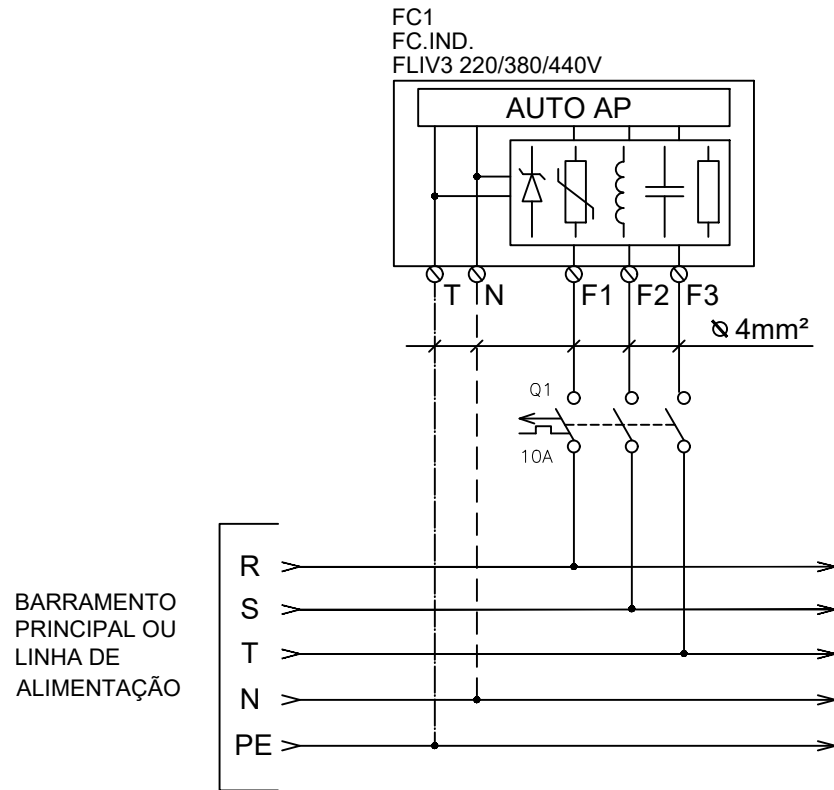 FC1
FC.IND.
FLIV3 220/380/440V
AUTO AP
T N F1 F2 F3
4mm²
Q1
10A
R
S
T
N
PE
BARRAMENTO
PRINCIPAL OU
LINHA DE
ALIMENTAÇÃO